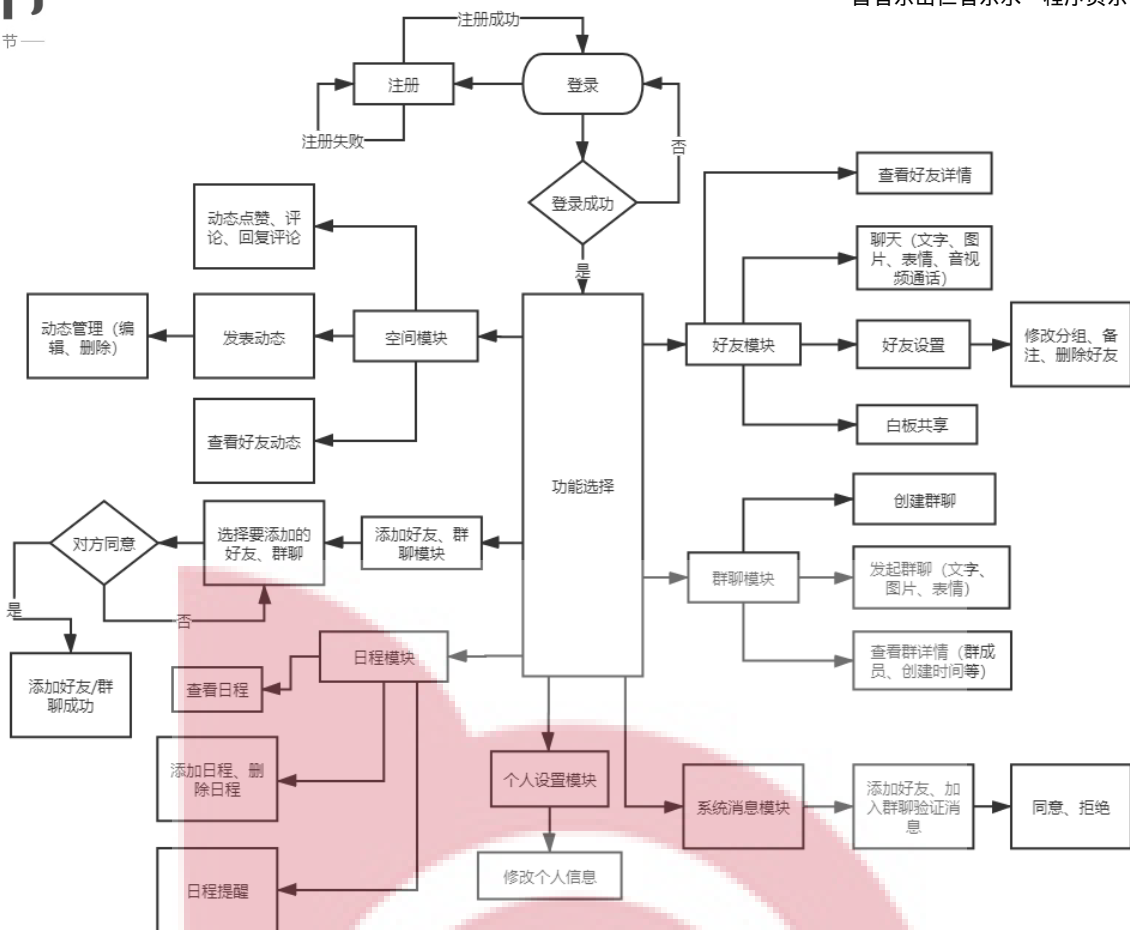 节
注册成功
注册
登录
注册失败
否
登录成功
是
查看好友详情
动态点赞、评
论、回复评论
聊天（文字、图
片、表情、音视
频通话）
动态管理（编
辑、删除）
发表动态
空间模块
好友模块
好友设置
修改分组、备
注、删除好友
查看好友动态
白板共享
功能选择
创建群聊
对方同意
选择要添加的
好友、群聊
添加好友、群
聊模块
群聊模块
发起群聊（文字、
图片、表情）
是
否
日程模块
查看群详情（群成
员、创建时间等）
添加好友/群
聊成功
查看日程
添加日程、删
除日程
个人设置模块
系统消息模块
添加好友、加
入群聊验证消
息
同意、拒绝
修改个人信息
日程提醒